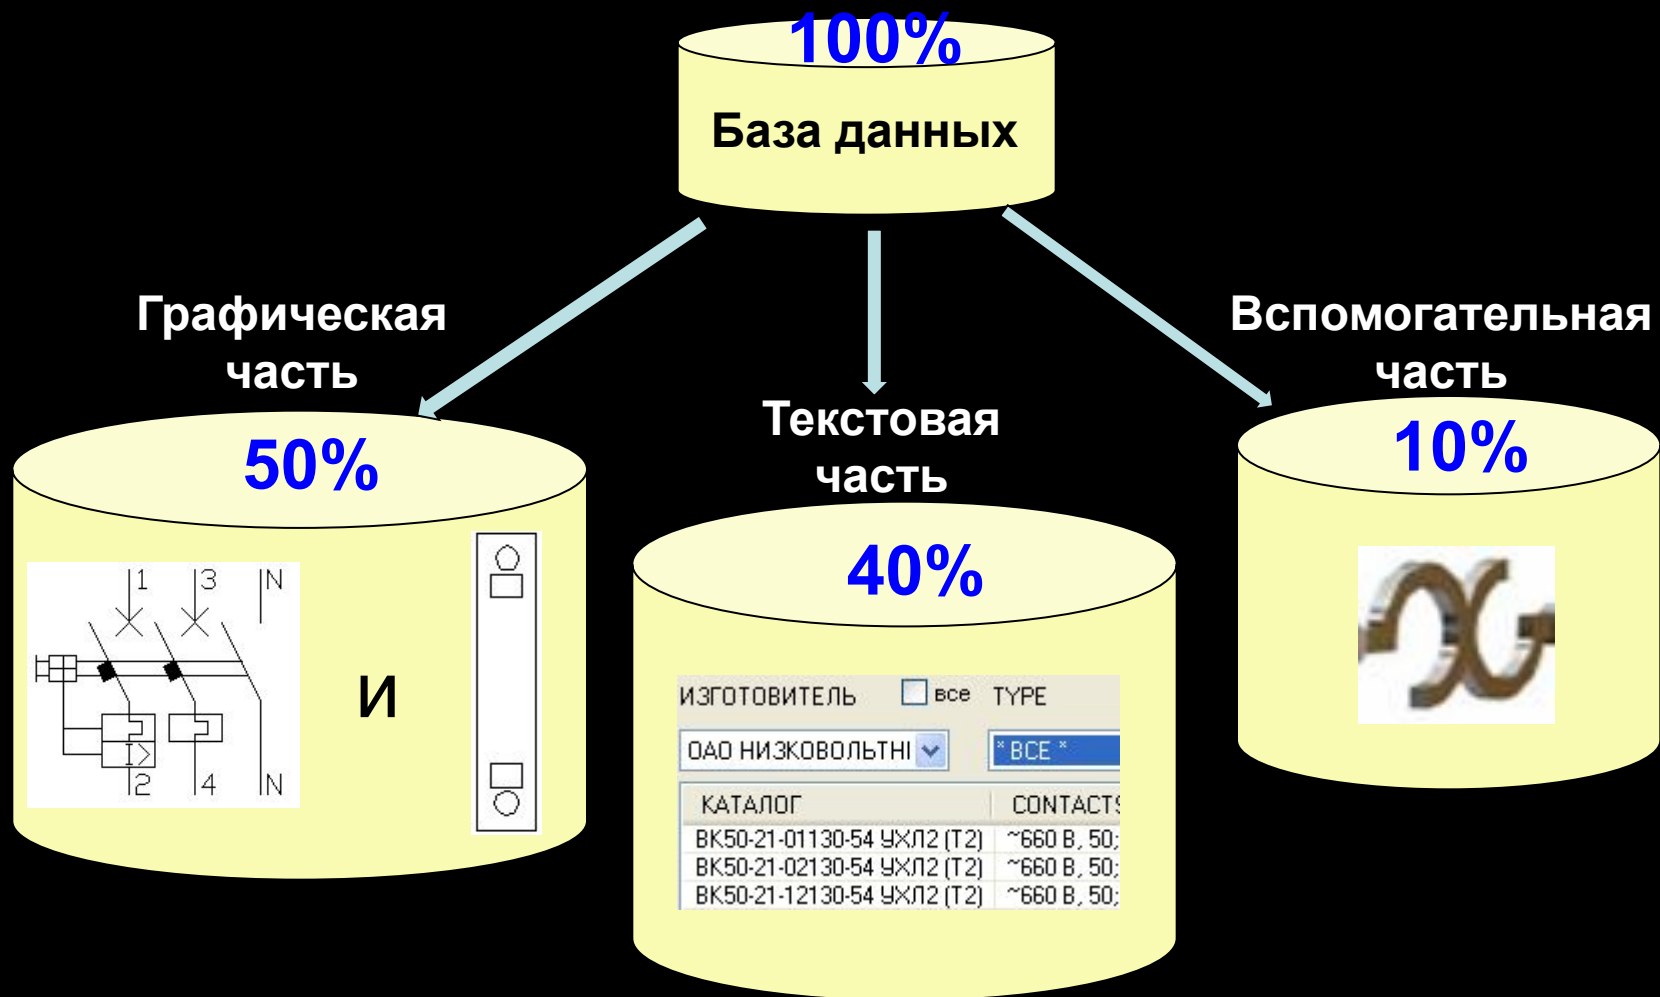 100%
База данных
Графическая
часть
50%
1 3 N
I>
2 4 N
и
Текстовая
часть
40%
ИЗГОТОВИТЕЛЬ все TYPE
ОАО НИЗКОВОЛЬТН * ВСЕ *
КАТАЛОГ CONTACTS
ВК50-21-01130-54 УХЛ2 (Т2) ~660 В, 50;
ВК50-21-02130-54 УХЛ2 (Т2) ~660 В, 50;
ВК50-21-12130-54 УХЛ2 (Т2) ~660 В, 50;
Вспомогательная
часть
10%